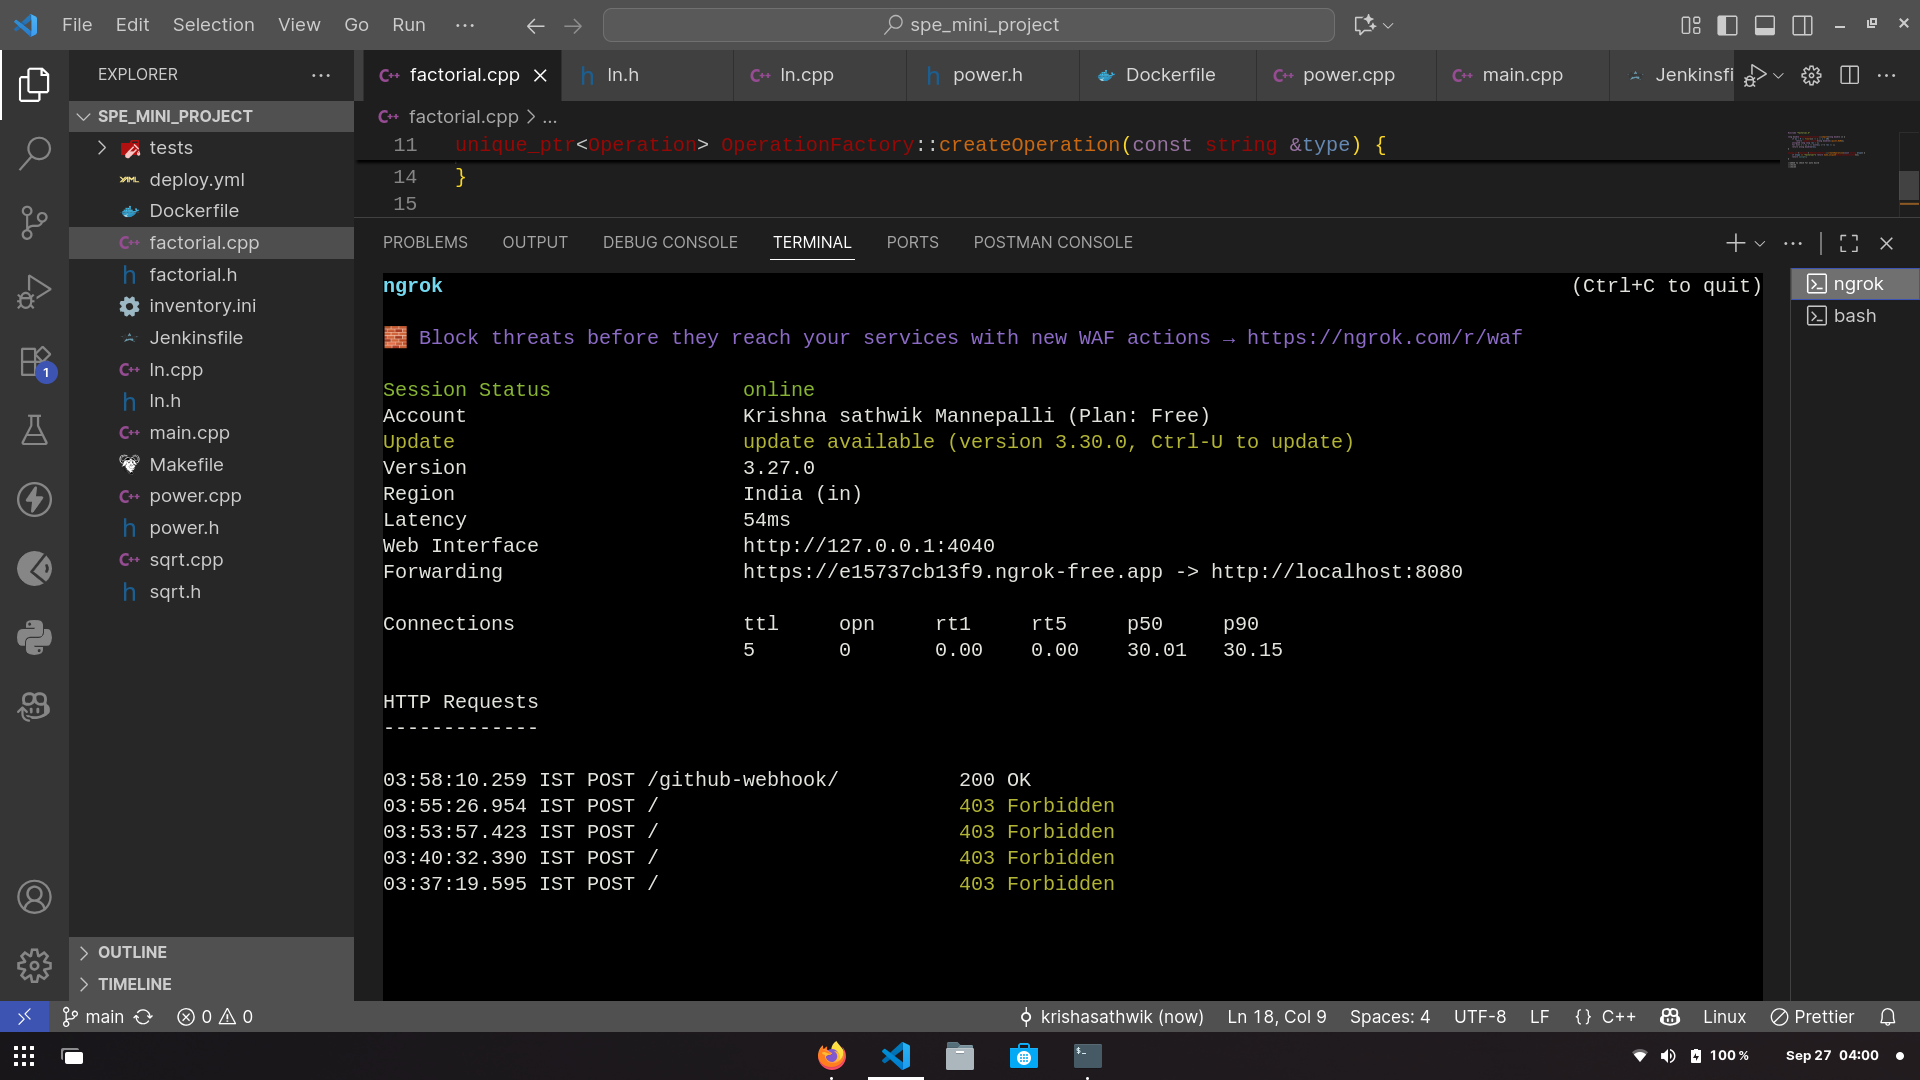 File Edit Selection View Go Run ···
spe_mini_project
EXPLORER
SPE_MINI_PROJECT
tests
deploy.yml
Dockerfile
factorial.cpp
factorial.h
inventory.ini
Jenkinsfile
ln.cpp
ln.h
main.cpp
Makefile
power.cpp
power.h
sqrt.cpp
sqrt.h
OUTLINE
TIMELINE
1
factorial.cpp ln.h ln.cpp power.h Dockerfile power.cpp main.cpp Jenkinsfi
factorial.cpp > ...
11 unique_ptr<Operation> OperationFactory::createOperation(const string &type) {
14 }
15
PROBLEMS OUTPUT DEBUG CONSOLE TERMINAL PORTS POSTMAN CONSOLE
ngrok (Ctrl+C to quit)
🧱 Block threats before they reach your services with new WAF actions → https://ngrok.com/r/waf
Session Status online
Account Krishna sathwik Mannepalli (Plan: Free)
Update update available (version 3.30.0, Ctrl-U to update)
Version 3.27.0
Region India (in)
Latency 54ms
Web Interface http://127.0.0.1:4040
Forwarding https://e15737cb13f9.ngrok-free.app -> http://localhost:8080
Connections ttl opn rt1 rt5 p50 p90
5 0 0.00 0.00 30.01 30.15
HTTP Requests
-------------
03:58:10.259 IST POST /github-webhook/ 200 OK
03:55:26.954 IST POST / 403 Forbidden
03:53:57.423 IST POST / 403 Forbidden
03:40:32.390 IST POST / 403 Forbidden
03:37:19.595 IST POST / 403 Forbidden
ngrok
bash
main 0 0 krishasathwik (now) Ln 18, Col 9 Spaces: 4 UTF-8 LF {} C++ Linux Prettier
100 % Sep 27 04:00